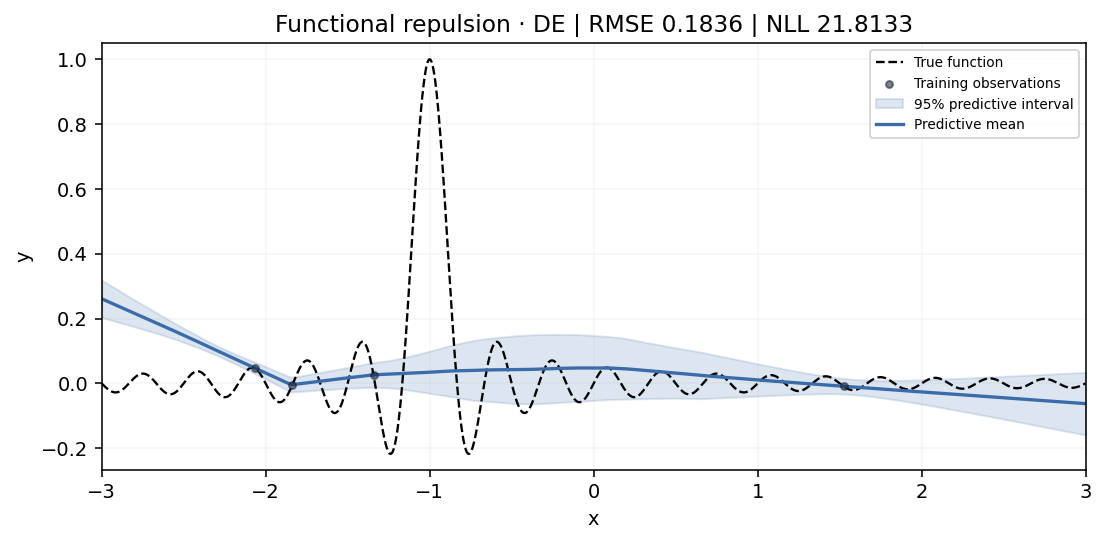 Functional repulsion · DE | RMSE 0.1836 | NLL 21.8133
True function
Training observations
95% predictive interval
Predictive mean
y
1.0
0.8
0.6
0.4
0.2
0.0
−0.2
−3
−2
−1
0
1
2
3
x